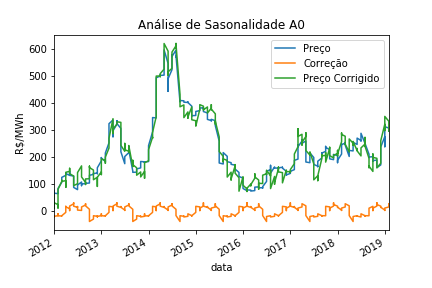 Análise de Sasonalidade A0
Preço
Correção
Preço Corrigido
R$/MWh
600
500
400
300
200
100
0
2012
2013
2014
2015
2016
2017
2018
2019
data